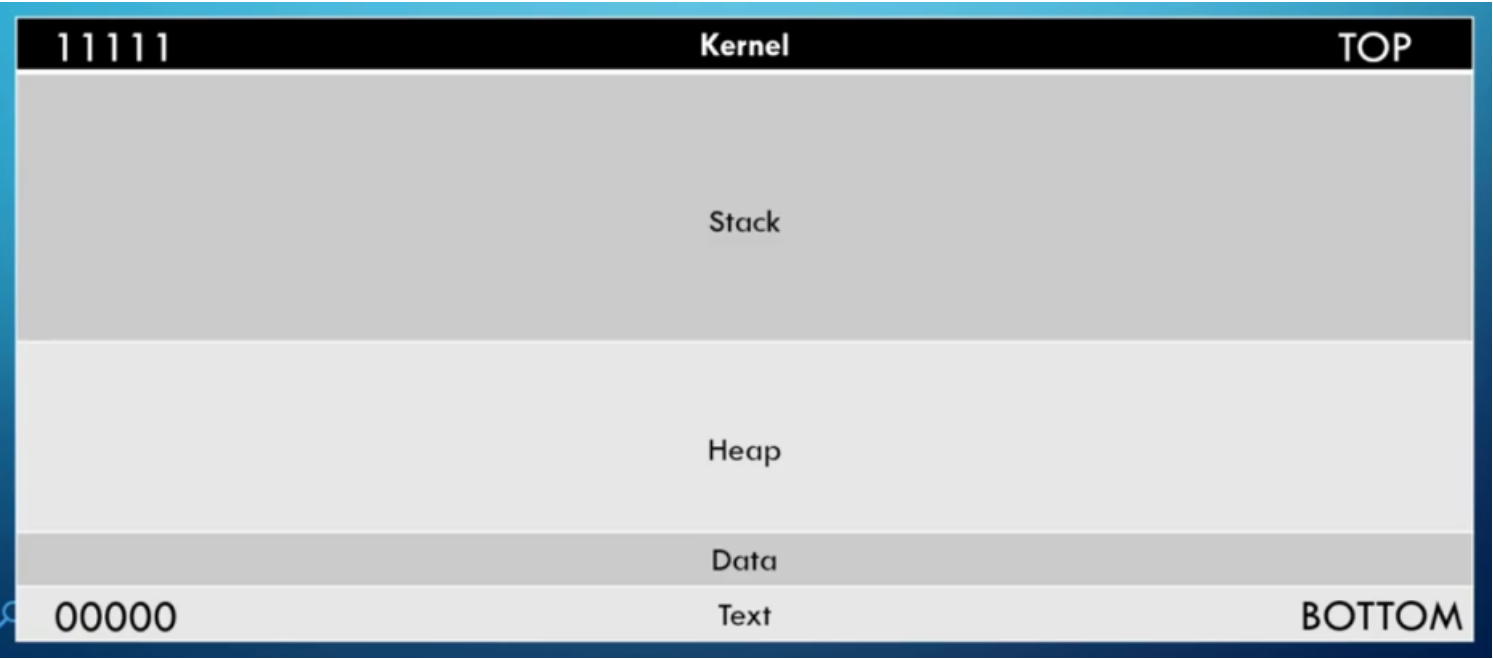 11111 Kernel TOP
Stack
Heap
Data
00000 Text BOTTOM